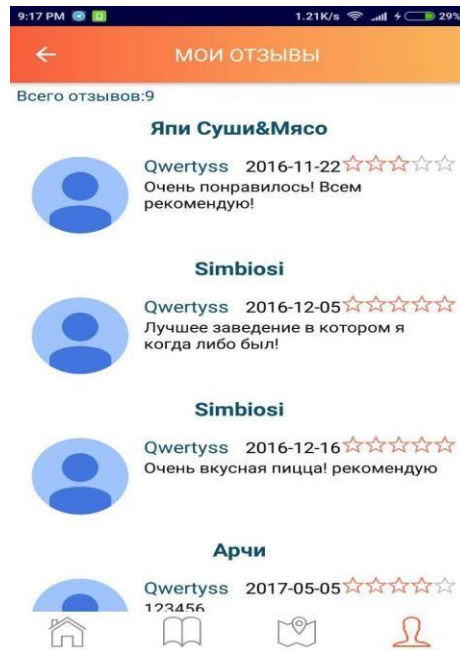 9:17 PM 1.21K/s 29%
МОИ ОТЗЫВЫ
Всего отзывов:9
Япи Суши&Мясо
Qwertyss 2016-11-22
Очень понравилось! Всем
рекомендую!
Simbiosi
Qwertyss 2016-12-05
Лучшее заведение в котором я
когда либо был!
Simbiosi
Qwertyss 2016-12-16
Очень вкусная пицца! рекомендую
Арчи
Qwertyss 2017-05-05
123456